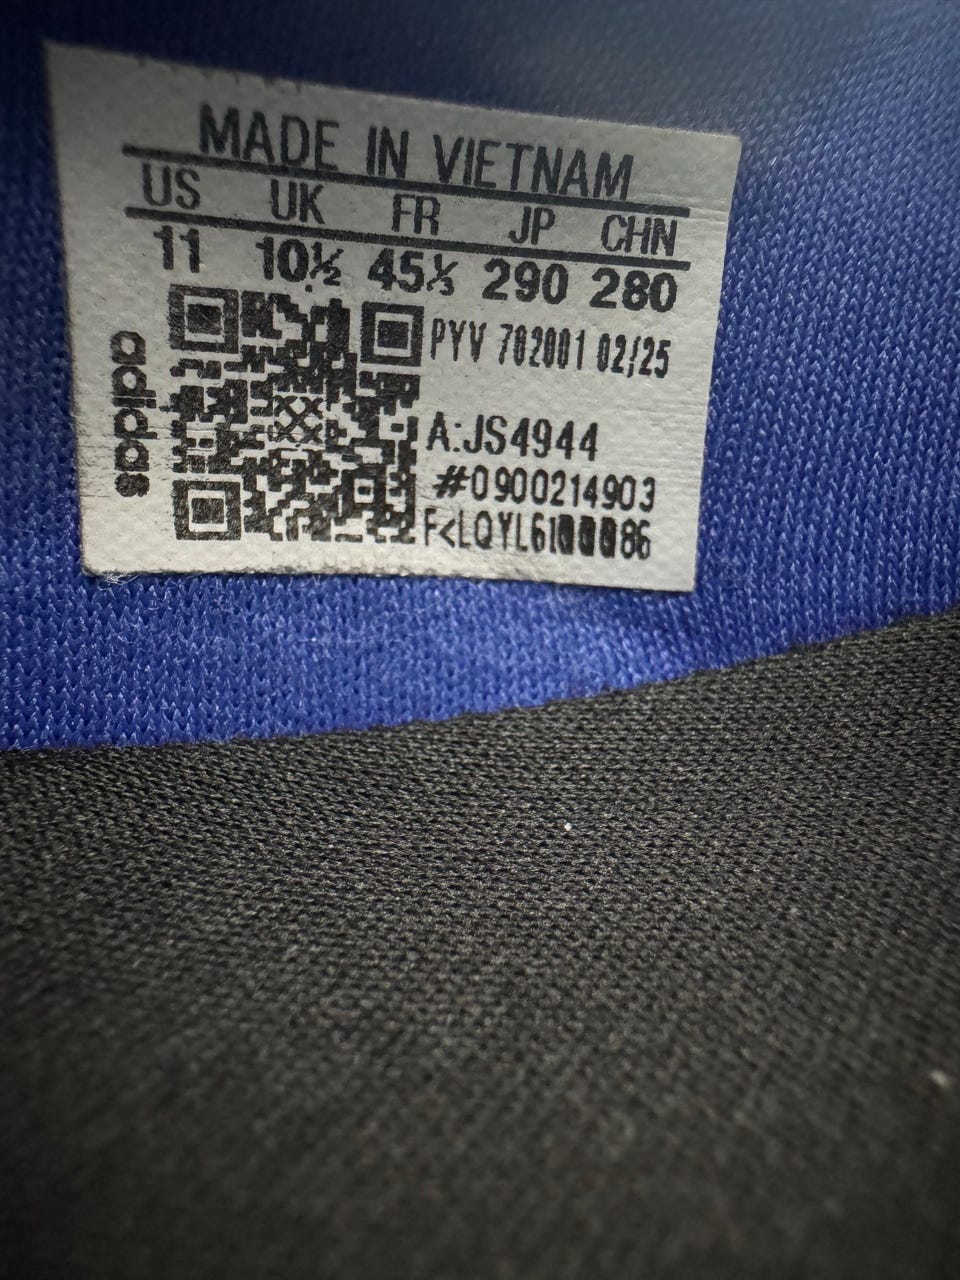 MADE IN VIETNAM
US UK FR JP CHN
11 10½ 45⅓ 290 280
PYV 702001 02/25
A:JS4944
#0900214903
adidas